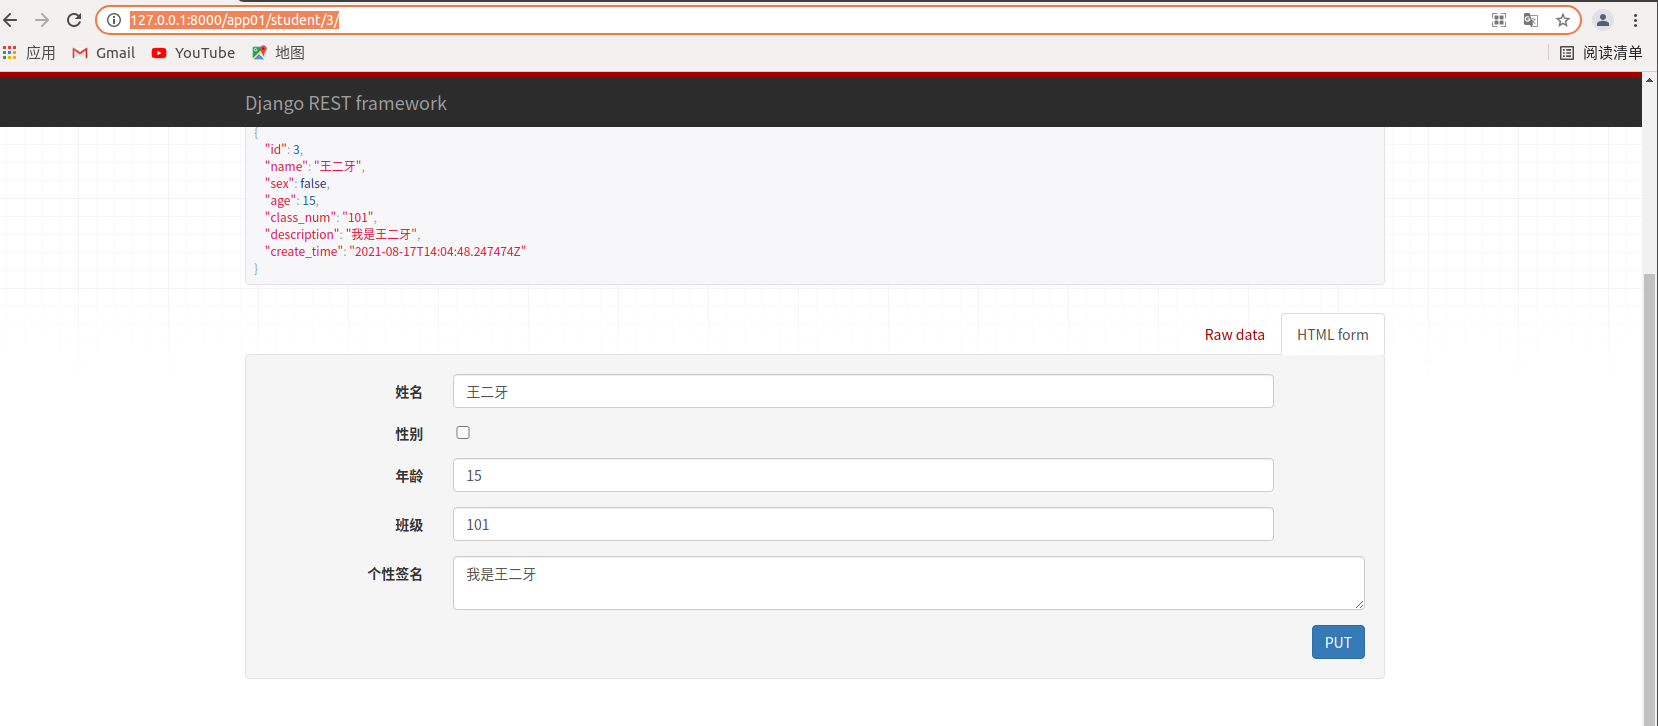 127.0.0.1:8000/app01/student/3/
应用 Gmail YouTube 地图 阅读清单
Django REST framework
{
"id": 3,
"name": "王二牙",
"sex": false,
"age": 15,
"class_num": "101",
"description": "我是王二牙",
"create_time": "2021-08-17T14:04:48.247474Z"
}
Raw data HTML form
姓名 王二牙
性别
年龄 15
班级 101
个性签名 我是王二牙
PUT